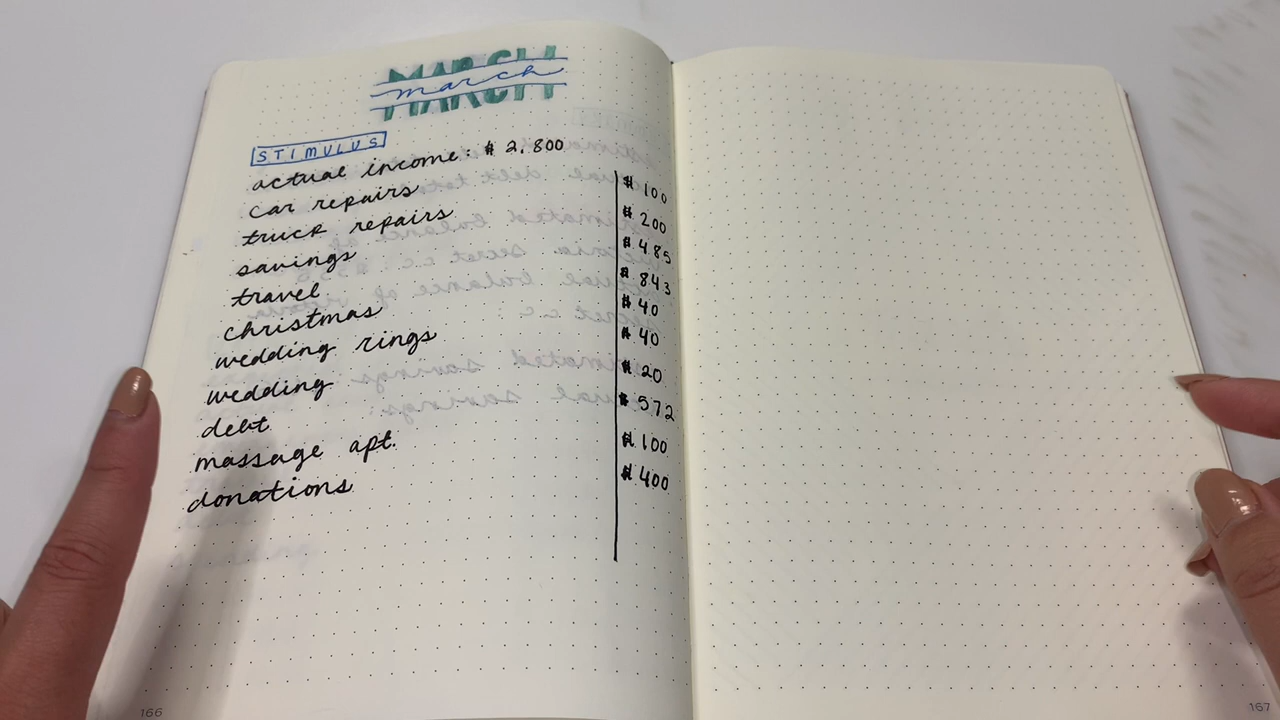 MARCH
march
STIMULUS
actual income: $ 2,800
car repairs $ 100
truck repairs $ 200
savings $ 485
travel $ 843
christmas $40
wedding rings $ 40
wedding $ 20
debt $ 572
massage apt. $ 100
donations $ 400
166
167